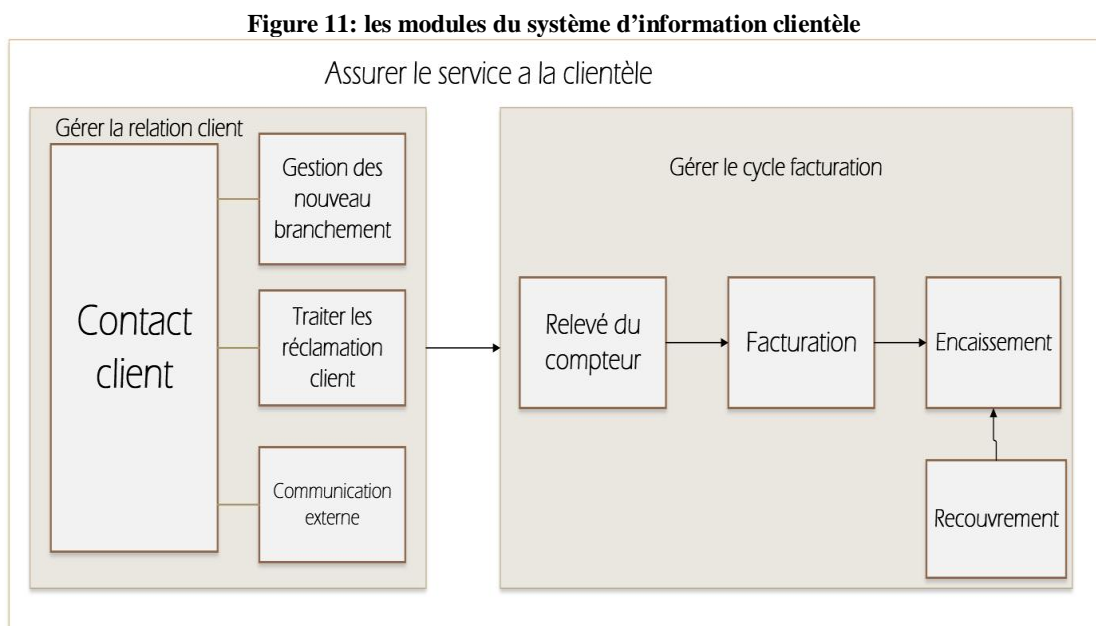 Figure 11: les modules du système d’information clientèle
Assurer le service a la clientèle
Gérer la relation client
Contact
client
Gestion des
nouveau
branchement
Traiter les
réclamation
client
Communication
externe
Gérer le cycle facturation
Relevé du
compteur
Facturation
Encaissement
Recouvrement